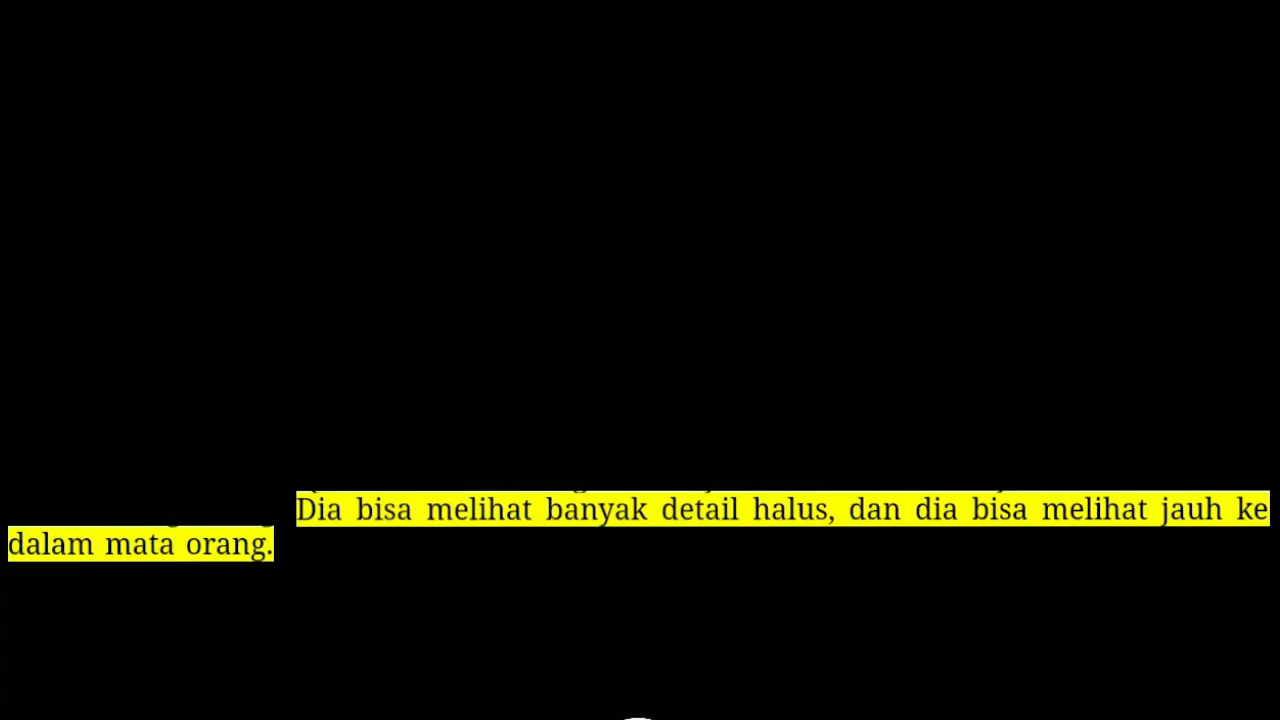 Dia bisa melihat banyak detail halus, dan dia bisa melihat jauh ke
dalam mata orang.